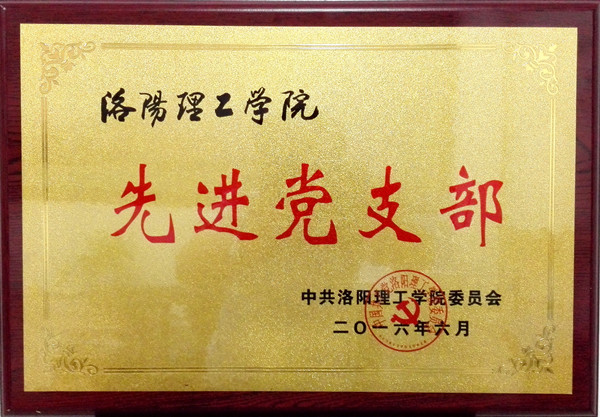 洛陽理工学院
先进党支部
中共洛阳理工学院委员会
二〇一六年六月